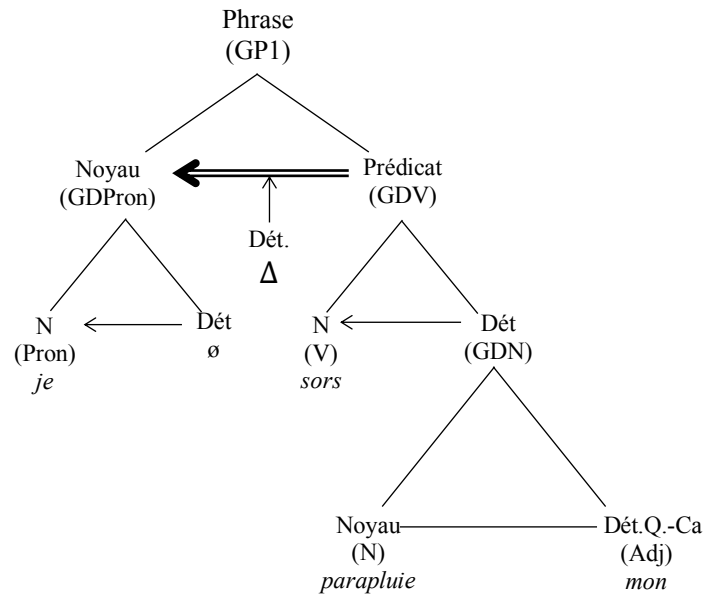 Phrase
(GP1)
Noyau
(GDPron)
Prédicat
(GDV)
Dét.
Δ
N
(Pron)
je
Dét
ø
N
(V)
sors
Dét
(GDN)
Noyau
(N)
parapluie
Dét.Q.-Ca
(Adj)
mon